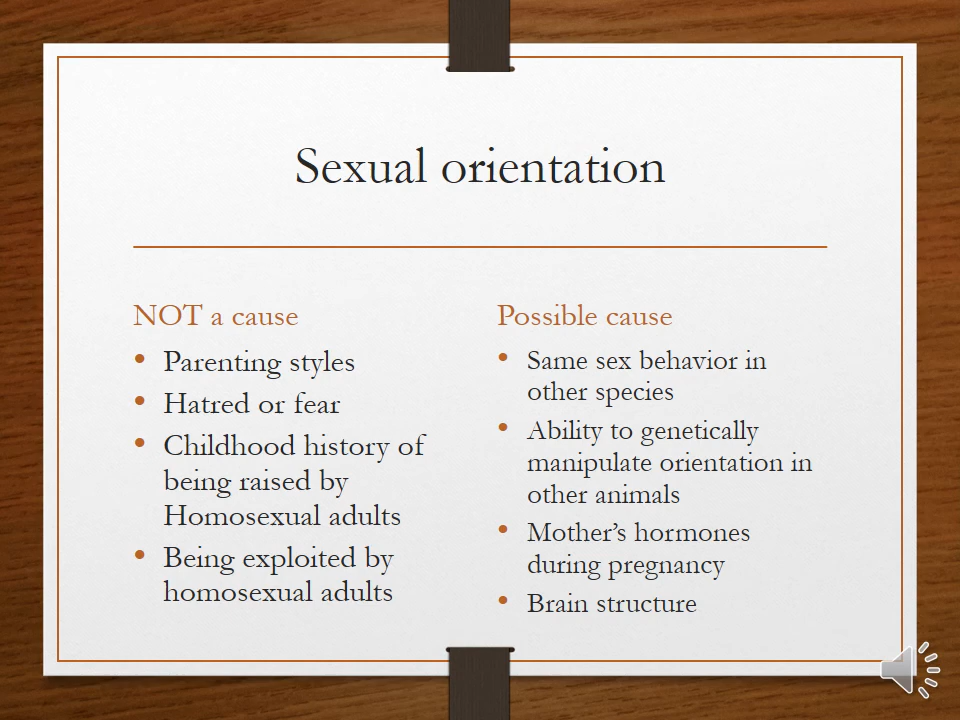 Sexual orientation
NOT a cause
• Parenting styles
• Hatred or fear
• Childhood history of
being raised by
Homosexual adults
• Being exploited by
homosexual adults
Possible cause
• Same sex behavior in
other species
• Ability to genetically
manipulate orientation in
other animals
• Mother’s hormones
during pregnancy
• Brain structure